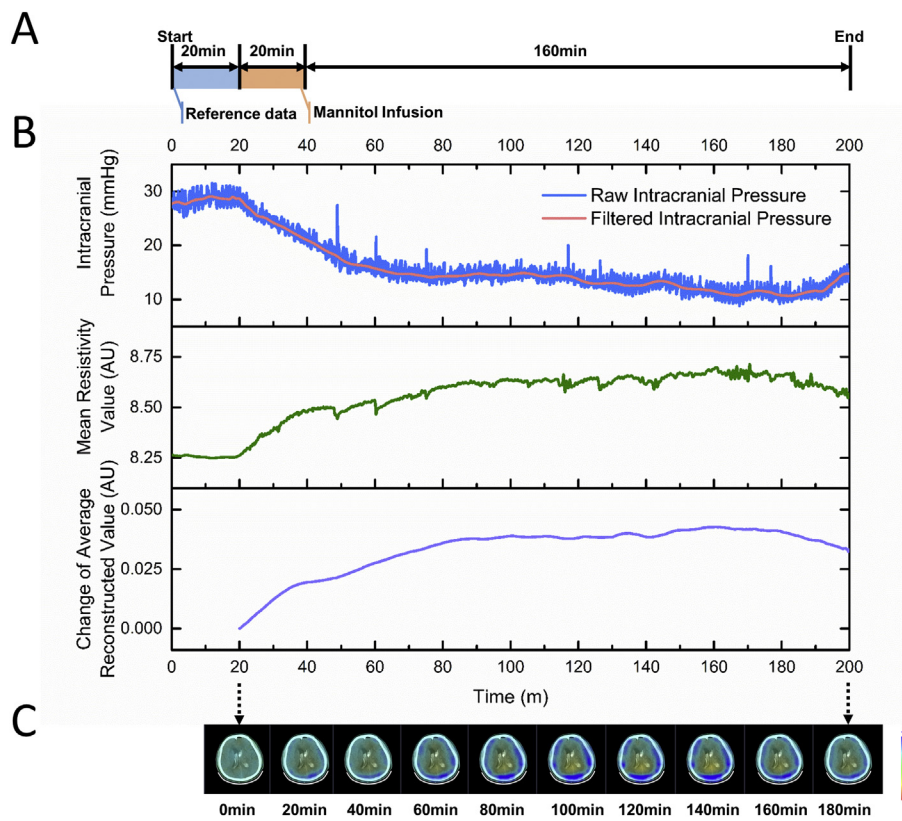 A
Start
End
20min 20min 160min
Reference data Mannitol Infusion
B
0 20 40 60 80 100 120 140 160 180 200
Intracranial
Pressure (mmHg)
30
20
10
Raw Intracranial Pressure
Filtered Intracranial Pressure
Mean Resistivity
Value (AU)
8.75
8.50
8.25
Change of Average
Reconstructed Value (AU)
0.050
0.025
0.000
0 20 40 60 80 100 120 140 160 180 200
Time (m)
C
0min 20min 40min 60min 80min 100min 120min 140min 160min 180min